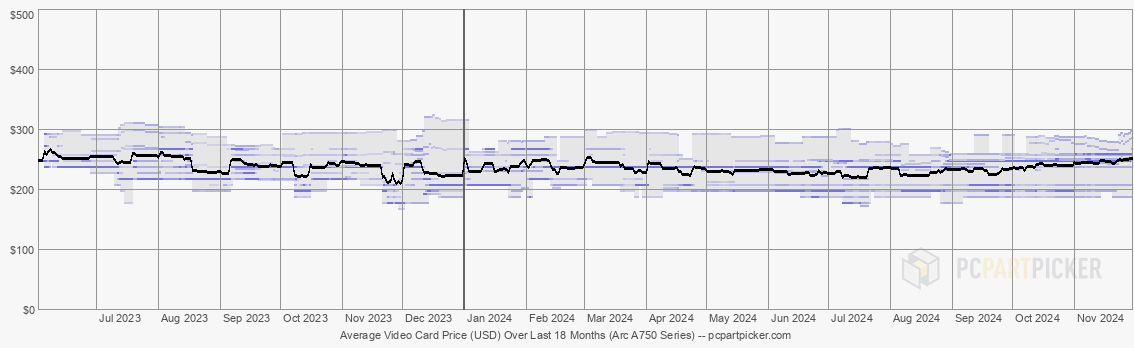 $500
$400
$300
$200
$100
$0
PCPARTPICKER
Jul 2023 Aug 2023 Sep 2023 Oct 2023 Nov 2023 Dec 2023 Jan 2024 Feb 2024 Mar 2024 Apr 2024 May 2024 Jun 2024 Jul 2024 Aug 2024 Sep 2024 Oct 2024 Nov 2024
Average Video Card Price (USD) Over Last 18 Months (Arc A750 Series) -- pcpartpicker.com